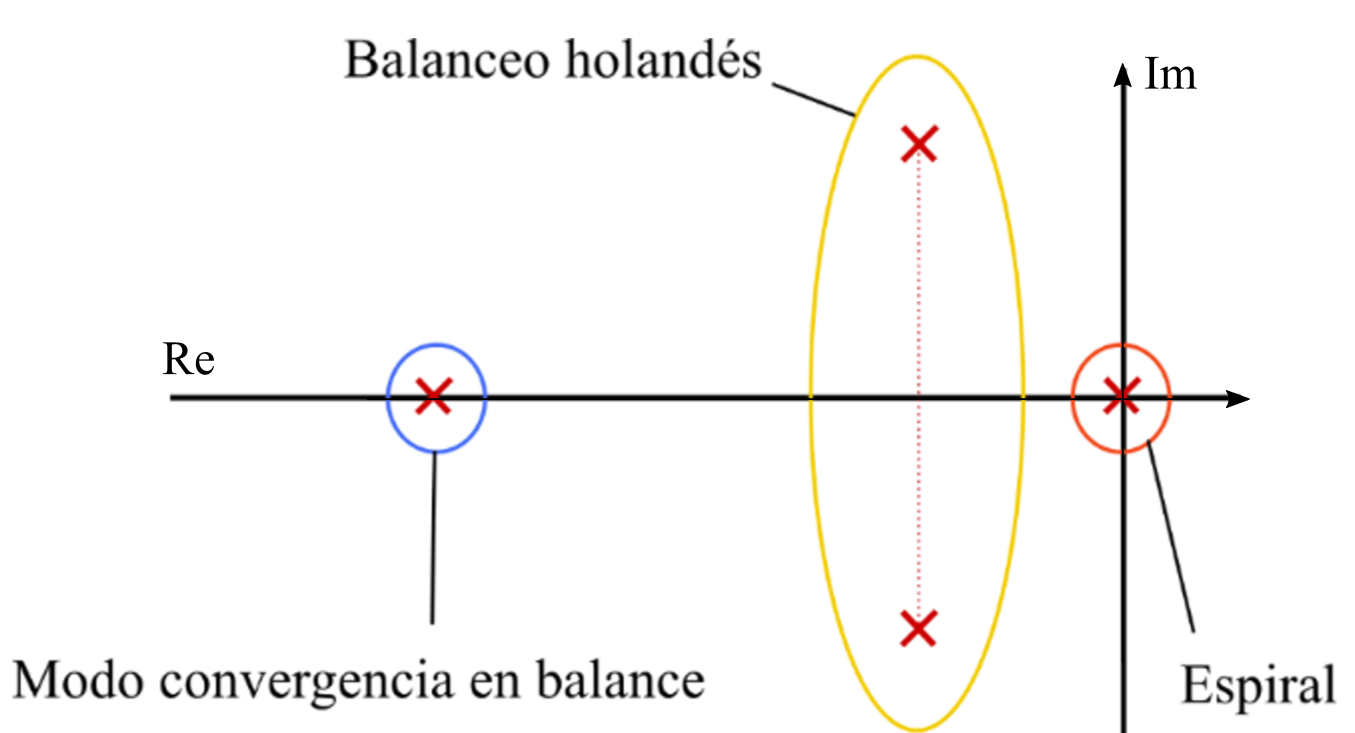 Balanceo holandés
Im
Re
Modo convergencia en balance
Espiral